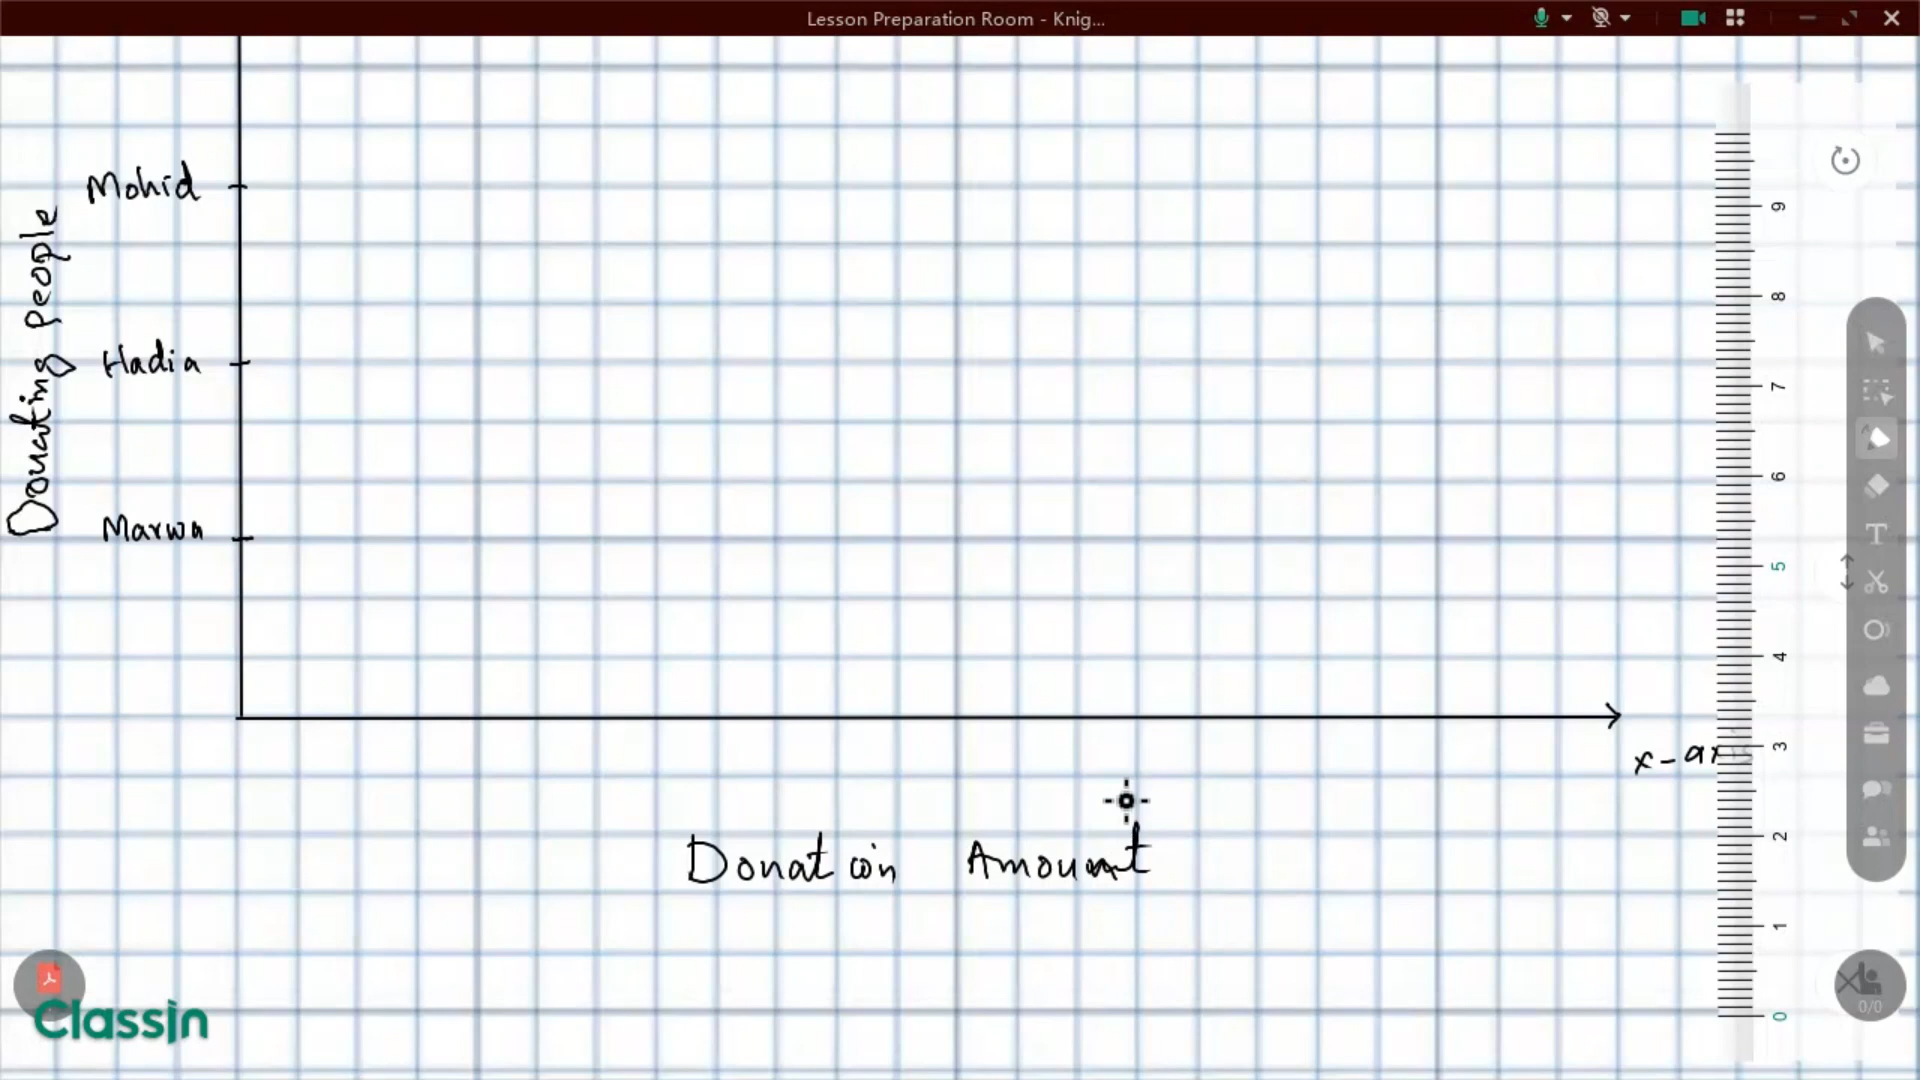 Lesson Preparation Room - Knig...
Mohid
Donating people
Hadia
Marwa
x-axis
Donation Amount
9
8
7
6
5
4
3
2
1
0
T
0/0
ClassIn